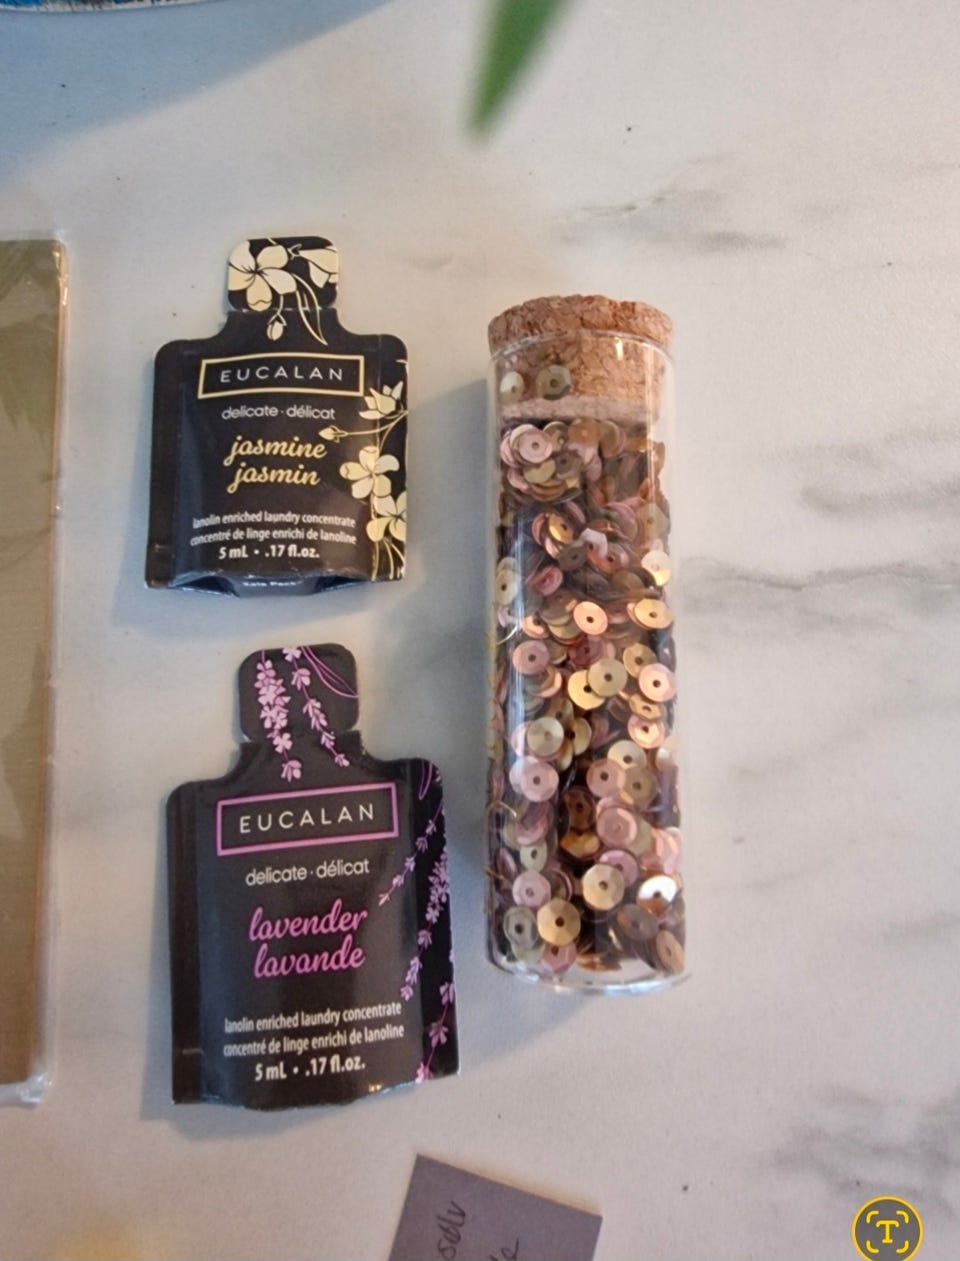 EUCALAN
delicate · délicat
jasmine
jasmin
lanolin enriched laundry concentrate
concentré de linge enrichi de lanoline
5 mL • .17 fl.oz.
EUCALAN
delicate · délicat
lavender
lavande
lanolin enriched laundry concentrate
concentré de linge enrichi de lanoline
5 mL • .17 fl.oz.